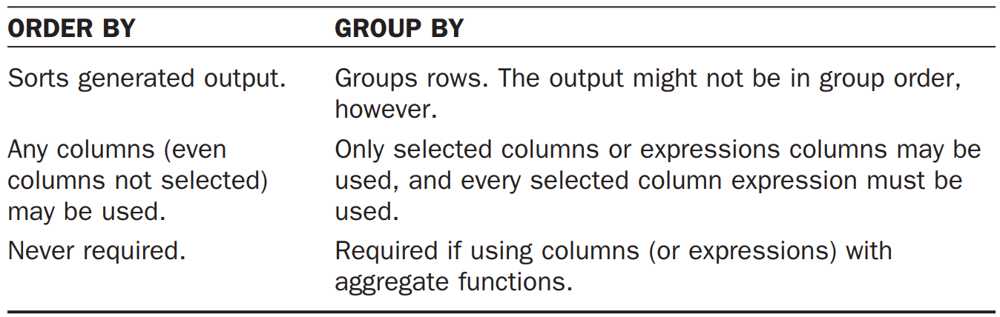 ORDER BY GROUP BY
Sorts generated output. Groups rows. The output might not be in group order,
however.
Any columns (even Only selected columns or expressions columns may be
columns not selected) used, and every selected column expression must be
may be used. used.
Never required. Required if using columns (or expressions) with
aggregate functions.